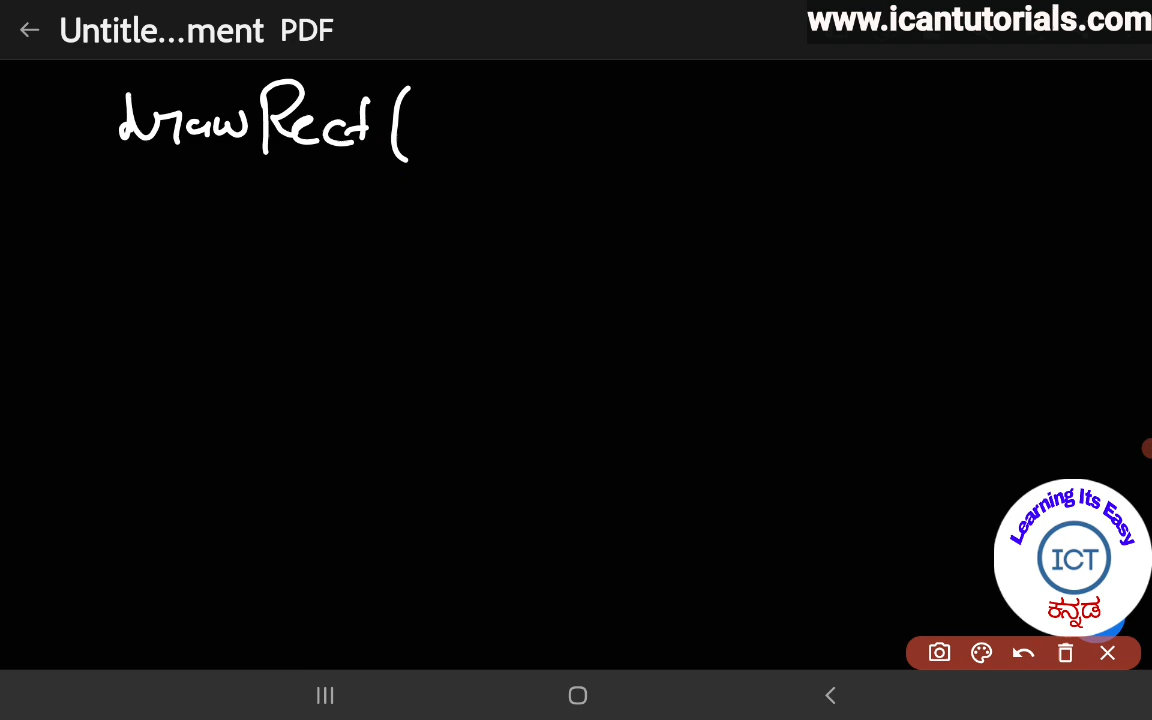 Untitle...ment PDF
www.icantutorials.com
drawRect (
Learning Its Easy
ICT
ಕನ್ನಡ